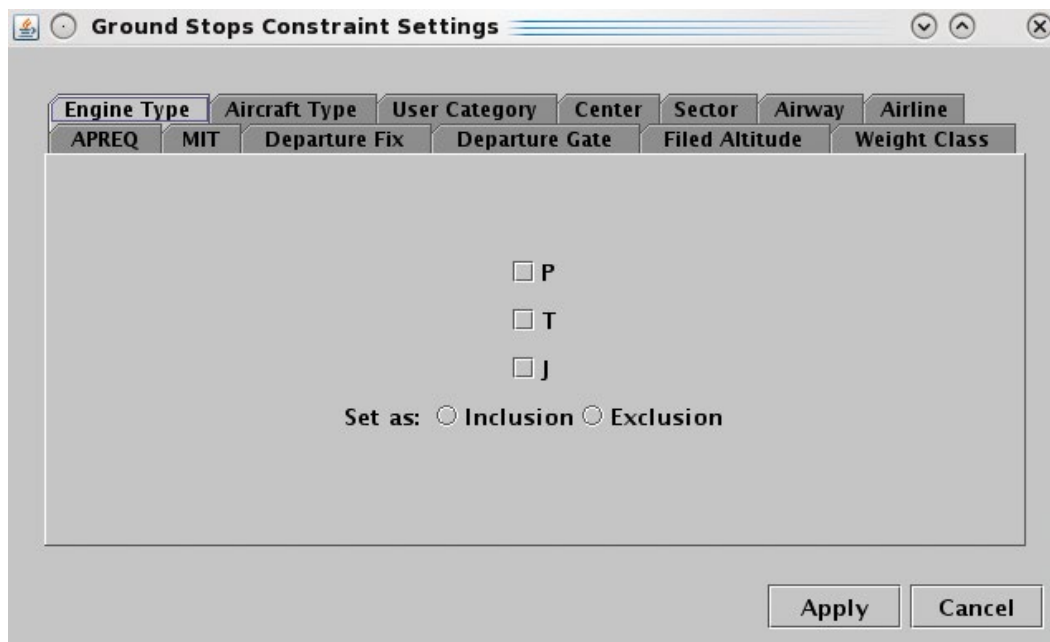 Ground Stops Constraint Settings
Engine Type Aircraft Type User Category Center Sector Airway Airline
APREQ MIT Departure Fix Departure Gate Filed Altitude Weight Class
P
T
J
Set as: Inclusion Exclusion
Apply Cancel